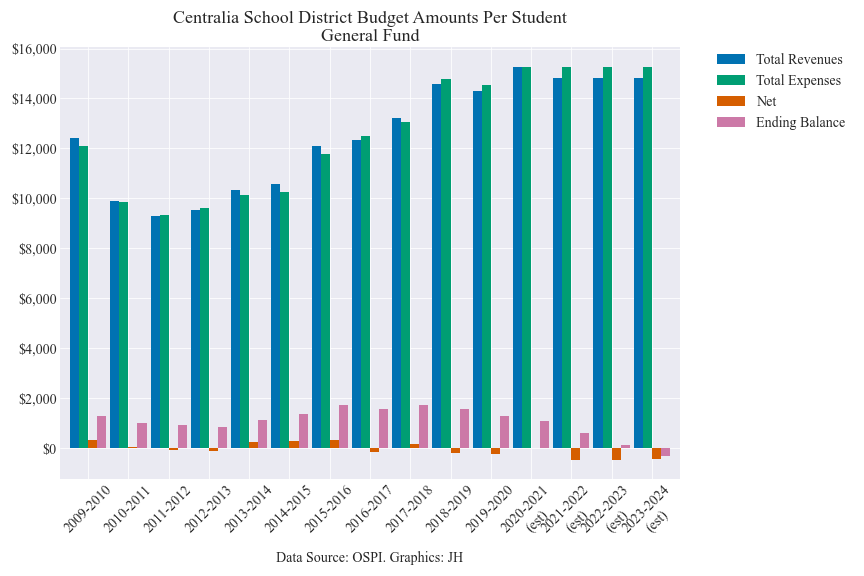 Centralia School District Budget Amounts Per Student
General Fund
$16,000
$14,000
$12,000
$10,000
$8,000
$6,000
$4,000
$2,000
$0
Total Revenues
Total Expenses
Net
Ending Balance
2009-2010
2010-2011
2011-2012
2012-2013
2013-2014
2014-2015
2015-2016
2016-2017
2017-2018
2018-2019
2019-2020
2020-2021
(est)
2021-2022
(est)
2022-2023
(est)
2023-2024
(est)
Data Source: OSPI. Graphics: JH